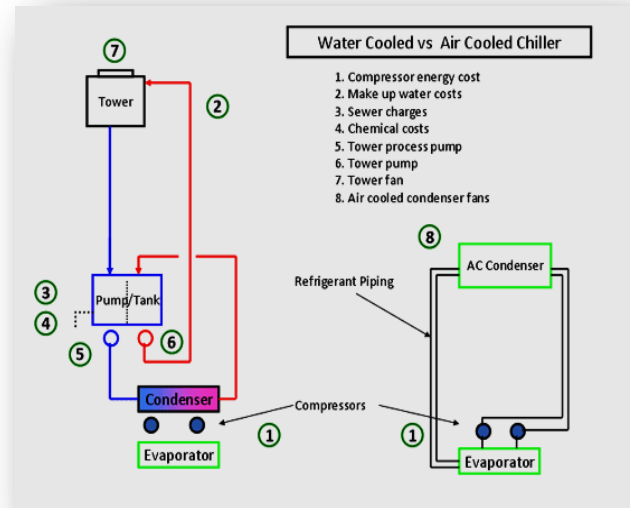 Water Cooled vs Air Cooled Chiller
1. Compressor energy cost
2. Make up water costs
3. Sewer charges
4. Chemical costs
5. Tower process pump
6. Tower pump
7. Tower fan
8. Air cooled condenser fans
7
Tower
2
8
AC Condenser
Refrigerant Piping
3
Pump/Tank
4
5
6
Condenser
Compressors
1
1
Evaporator
Evaporator